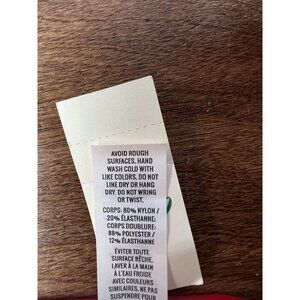 AVOID ROUGH
SURFACES. HAND
WASH COLD WITH
LIKE COLORS. DO NOT
LINE DRY OR HANG
DRY. DO NOT WRING
OR TWIST.
CORPS: 80% NYLON /
20% ÉLASTHANNE:
CORPS DOUBLURE:
88% POLYESTER /
12% ÉLASTHANNE
ÉVITER TOUTE
SURFACE RÊCHE,
LAVER À LA MAIN
À L'EAU FROIDE
AVEC COULEURS
SIMILAIRES, NE PAS
SUSPENDRE POUR